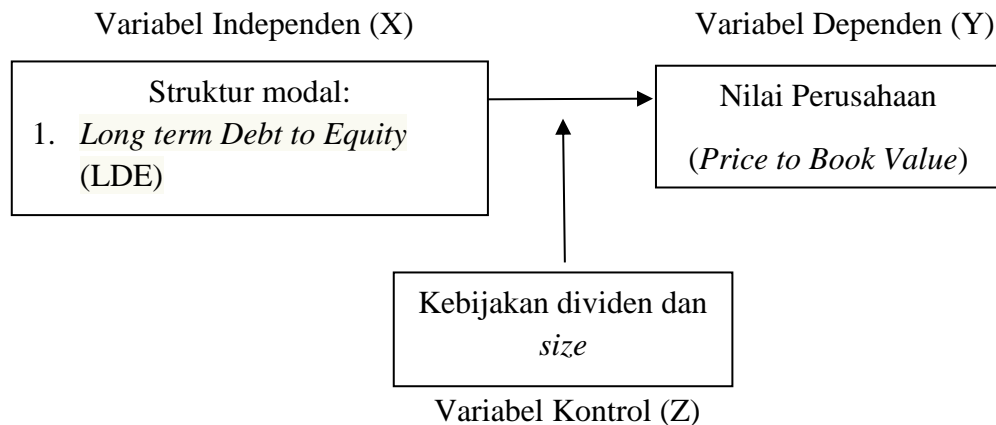 Variabel Independen (X)
Variabel Dependen (Y)
Struktur modal:
1. Long term Debt to Equity
(LDE)
Nilai Perusahaan
(Price to Book Value)
Kebijakan dividen dan
size
Variabel Kontrol (Z)